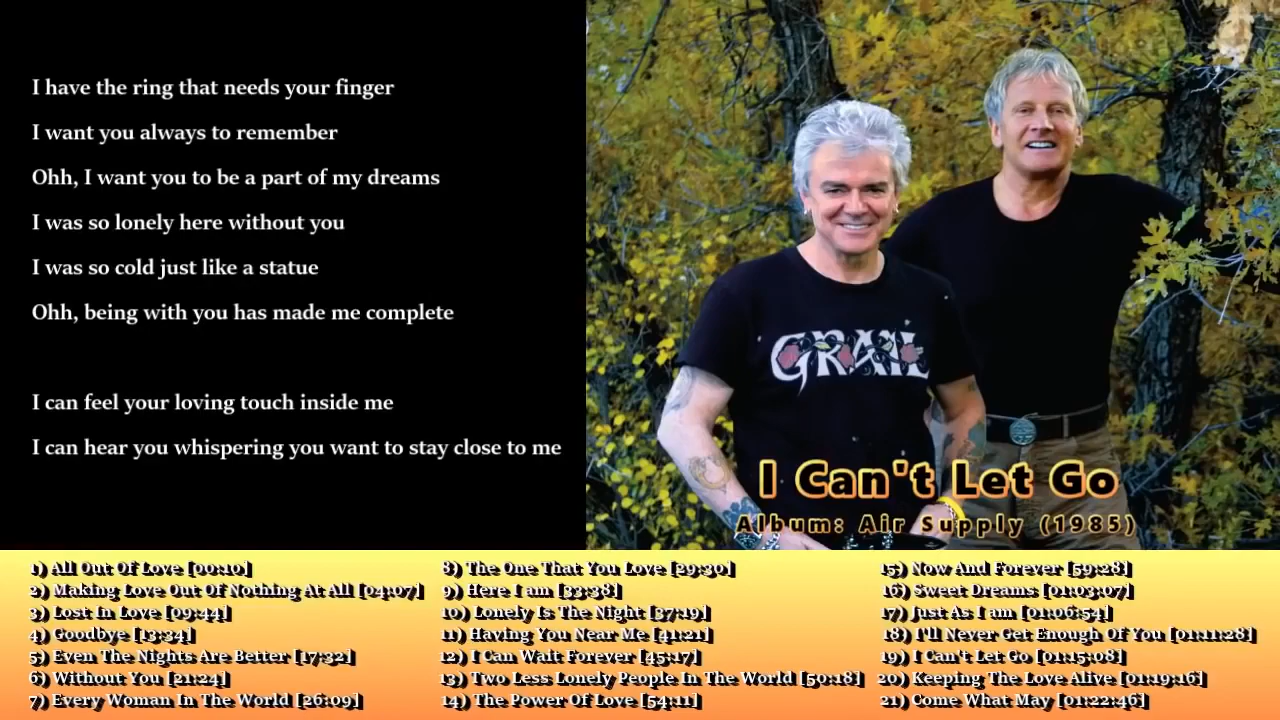 I have the ring that needs your finger
I want you always to remember
Ohh, I want you to be a part of my dreams
I was so lonely here without you
I was so cold just like a statue
Ohh, being with you has made me complete
I can feel your loving touch inside me
I can hear you whispering you want to stay close to me
GRAIL
I Can't Let Go
Album: Air Supply (1985)
1) All Out Of Love [00:10]
2) Making Love Out Of Nothing At All [04:07]
3) Lost In Love [09:44]
4) Goodbye [13:34]
5) Even The Nights Are Better [17:32]
6) Without You [21:24]
7) Every Woman In The World [26:09]
8) The One That You Love [29:30]
9) Here I am [33:38]
10) Lonely Is The Night [37:19]
11) Having You Near Me [41:21]
12) I Can Wait Forever [45:17]
13) Two Less Lonely People In The World [50:18]
14) The Power Of Love [54:11]
15) Now And Forever [59:28]
16) Sweet Dreams [01:03:07]
17) Just As I am [01:06:54]
18) I'll Never Get Enough Of You [01:11:28]
19) I Can't Let Go [01:15:08]
20) Keeping The Love Alive [01:19:16]
21) Come What May [01:22:46]